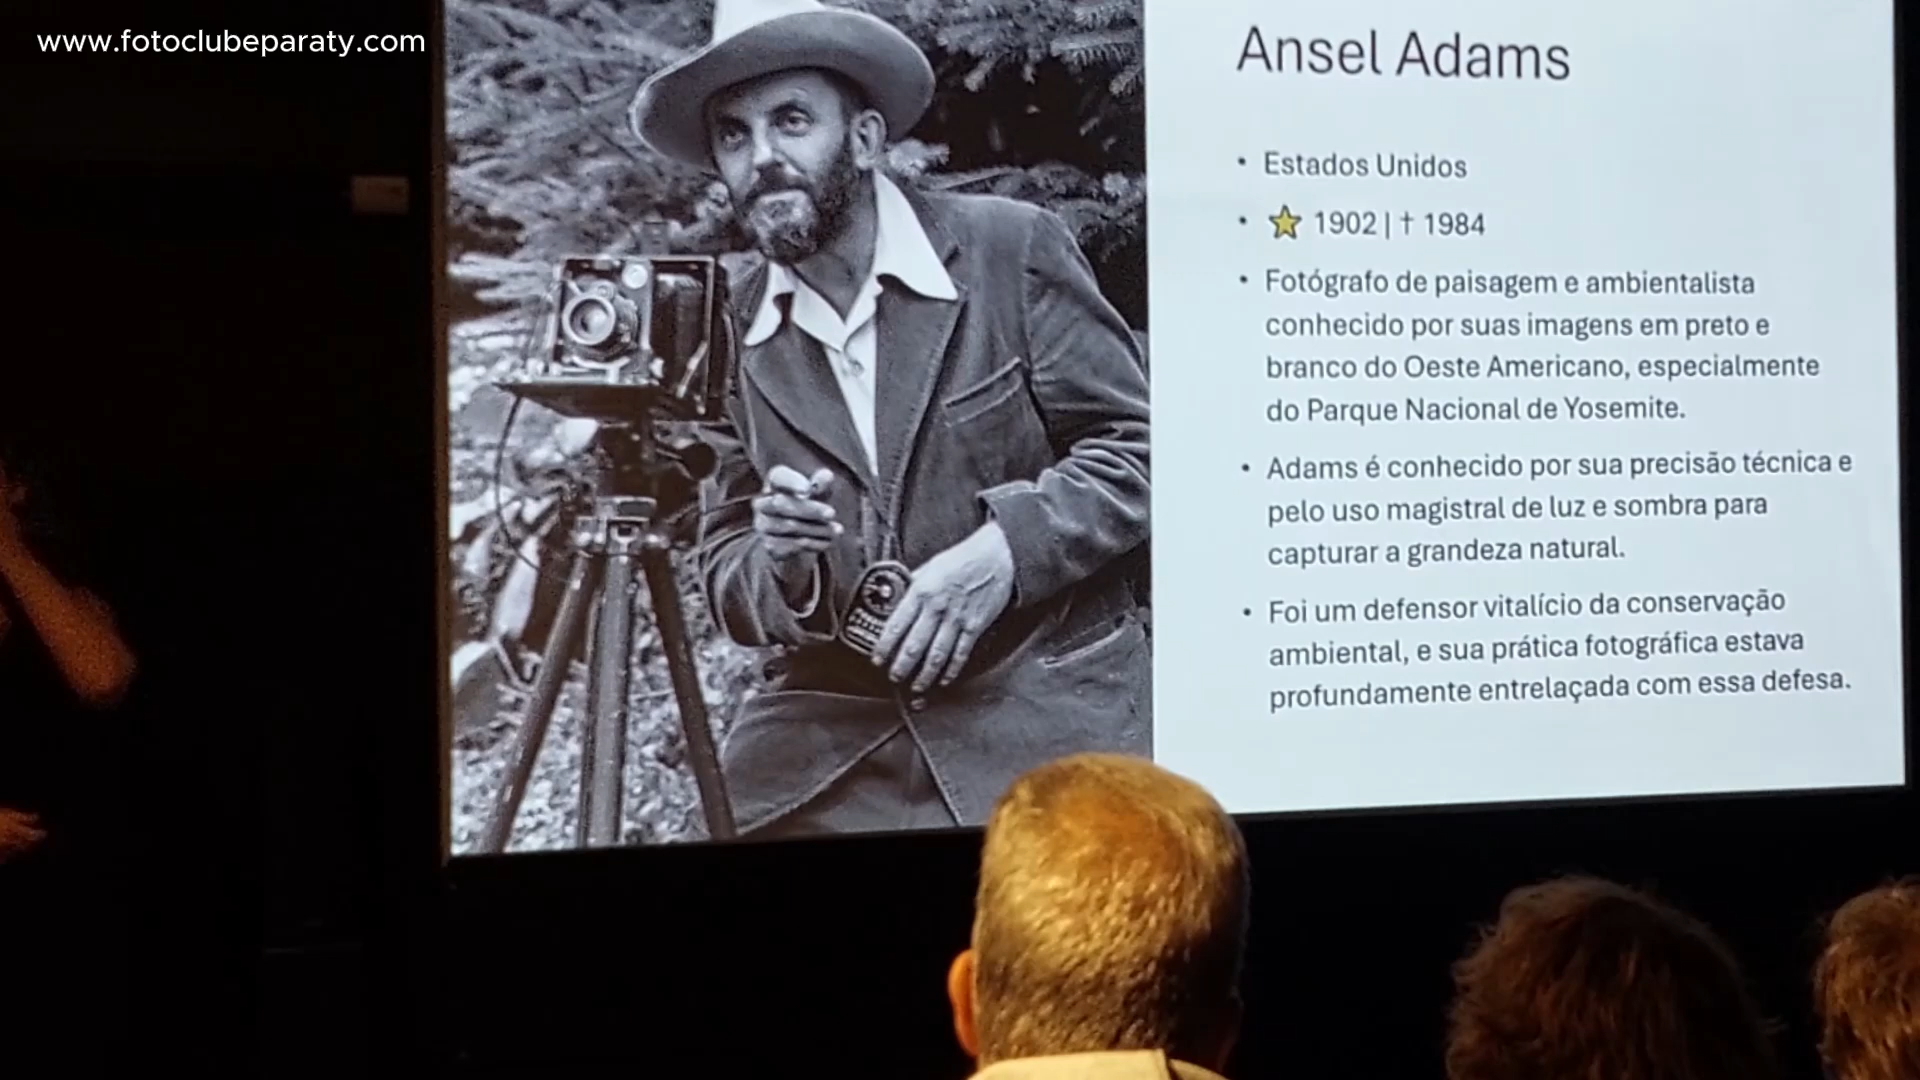 www.fotoclubeparaty.com
Ansel Adams
• Estados Unidos
• ⭐ 1902 | † 1984
• Fotógrafo de paisagem e ambientalista
conhecido por suas imagens em preto e
branco do Oeste Americano, especialmente
do Parque Nacional de Yosemite.
• Adams é conhecido por sua precisão técnica e
pelo uso magistral de luz e sombra para
capturar a grandeza natural.
• Foi um defensor vitalício da conservação
ambiental, e sua prática fotográfica estava
profundamente entrelaçada com essa defesa.